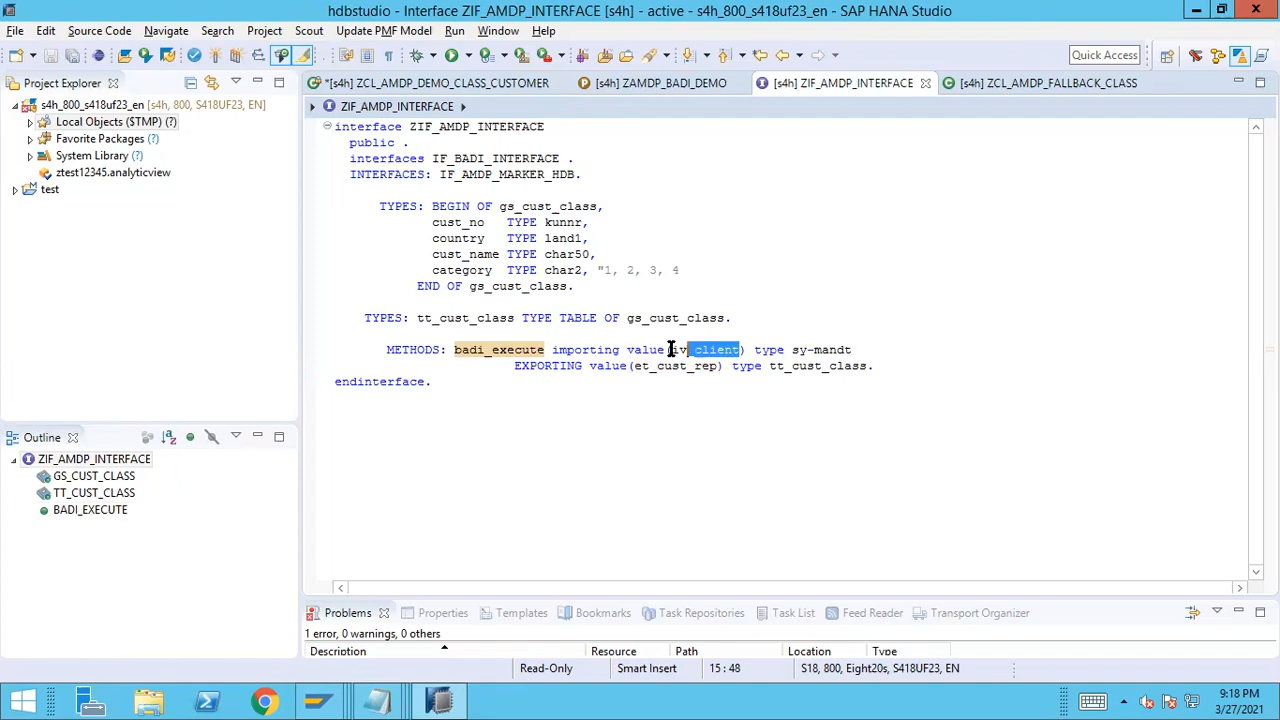 hdbstudio - Interface ZIF_AMDP_INTERFACE [s4h] - active - s4h_800_s418uf23_en - SAP HANA Studio
File Edit Source Code Navigate Search Project Scout Update PMF Model Run Window Help
Quick Access
Project Explorer
*[s4h] ZCL_AMDP_DEMO_CLASS_CUSTOMER [s4h] ZAMDP_BADI_DEMO [s4h] ZIF_AMDP_INTERFACE [s4h] ZCL_AMDP_FALLBACK_CLASS
s4h_800_s418uf23_en [s4h, 800, S418UF23, EN]
Local Objects ($TMP) (?)
Favorite Packages (?)
System Library (?)
ztest12345.analyticview
test
ZIF_AMDP_INTERFACE
interface ZIF_AMDP_INTERFACE
public .
interfaces IF_BADI_INTERFACE .
INTERFACES: IF_AMDP_MARKER_HDB.
TYPES: BEGIN OF gs_cust_class,
cust_no TYPE kunnr,
country TYPE land1,
cust_name TYPE char50,
category TYPE char2, "1, 2, 3, 4
END OF gs_cust_class.
TYPES: tt_cust_class TYPE TABLE OF gs_cust_class.
METHODS: badi_execute importing value(iv_client) type sy-mandt
EXPORTING value(et_cust_rep) type tt_cust_class.
endinterface.
Outline
ZIF_AMDP_INTERFACE
GS_CUST_CLASS
TT_CUST_CLASS
BADI_EXECUTE
Problems Properties Templates Bookmarks Task Repositories Task List Feed Reader Transport Organizer
1 error, 0 warnings, 0 others
Description Resource Path Location Type
Read-Only Smart Insert 15 : 48 S18, 800, Eight20s, S418UF23, EN
9:18 PM
3/27/2021